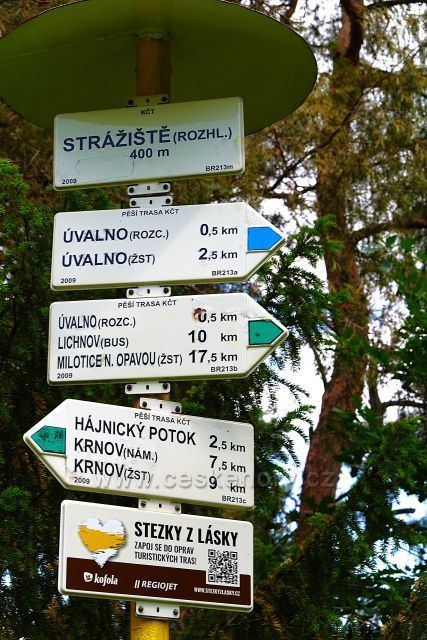 KČT
STRÁŽIŠTĚ (ROZHL.)
400 m
2009 BR213m
PĚŠÍ TRASA KČT
ÚVALNO (ROZC.) 0,5 km
ÚVALNO (ŽST) 2,5 km
2009 BR213a
PĚŠÍ TRASA KČT
ÚVALNO (ROZC.) 0,5 km
LICHNOV (BUS) 10 km
MILOTICE N. OPAVOU (ŽST) 17,5 km
2009 BR213b
PĚŠÍ TRASA KČT
HÁJNICKÝ POTOK 2,5 km
KRNOV (NÁM.) 7,5 km
KRNOV (ŽST) 9 km
2009 BR213c
STEZKY Z LÁSKY
ZAPOJ SE DO OPRAV
TURISTICKÝCH TRAS!
kofola // REGIOJET WWW.STEZKYZLASKY.CZ